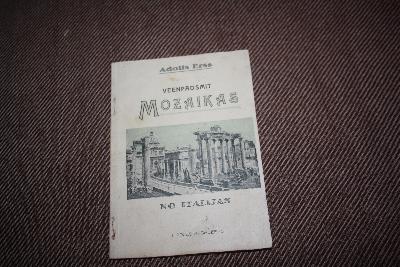 Adolfs Erss
VEENPADSMIT
MOZAIKAS
NO ITALIJAS